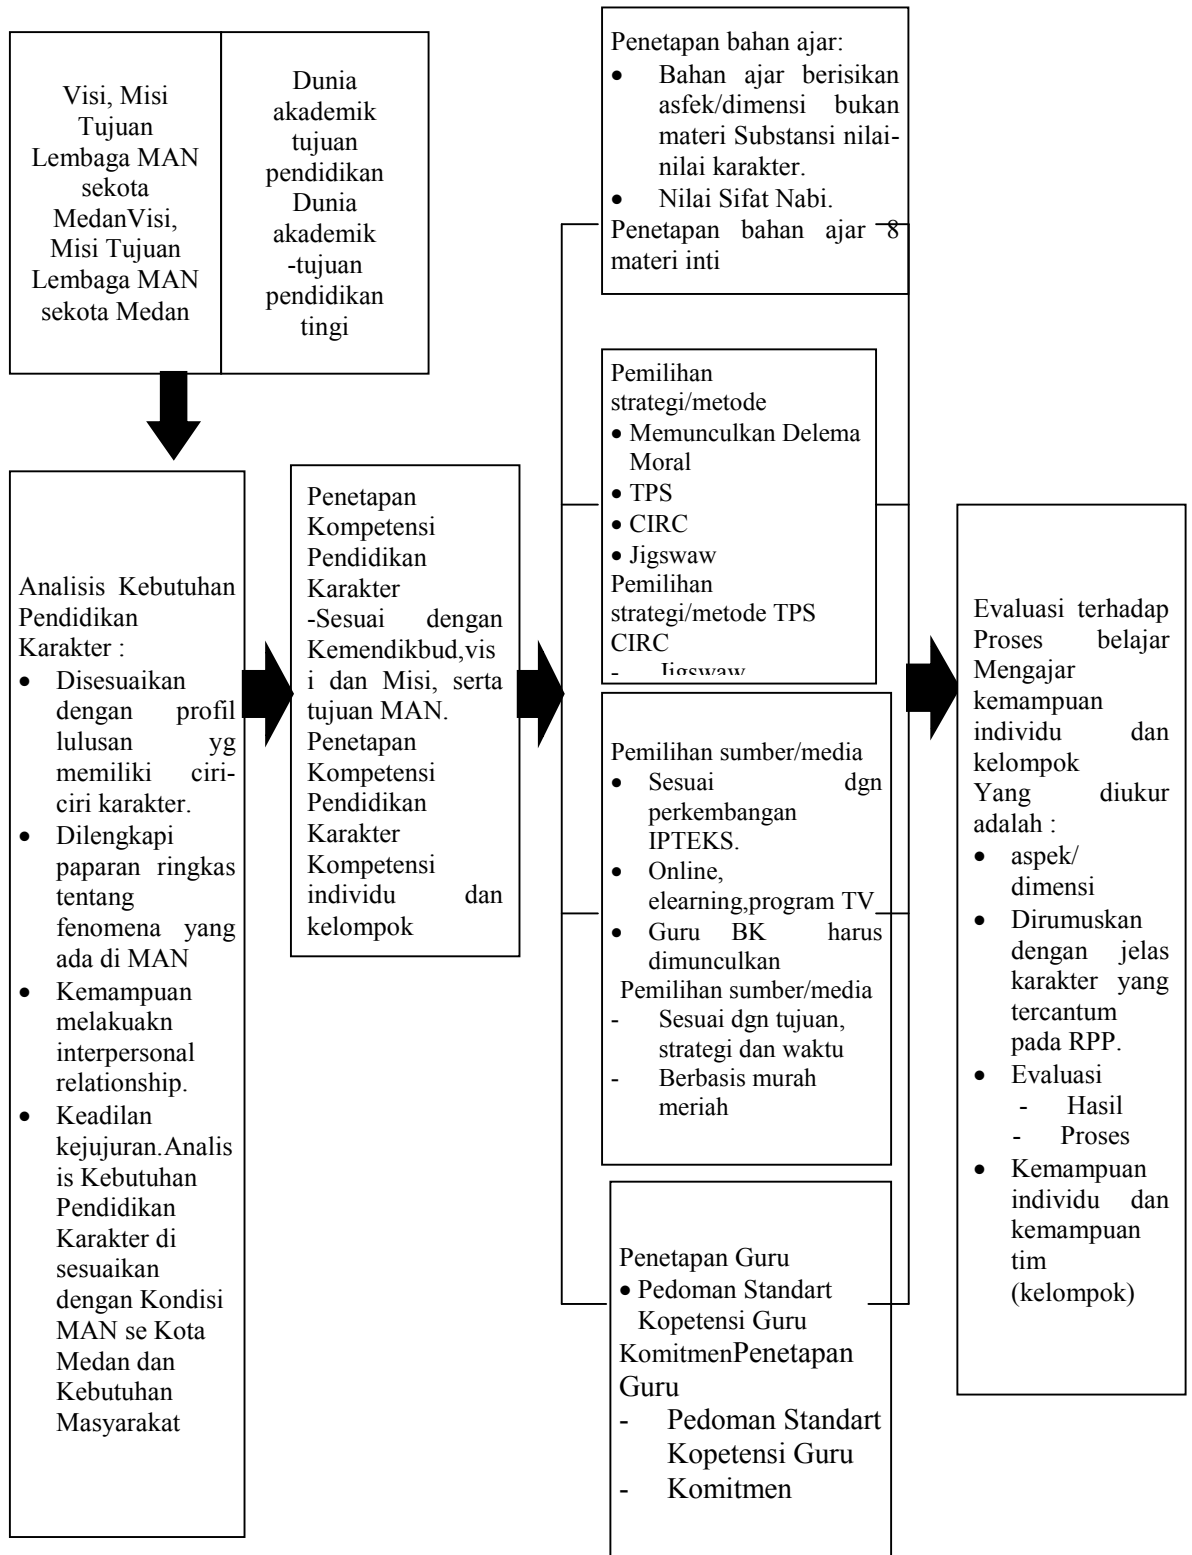 Visi, Misi
Tujuan
Lembaga MAN
sekota
MedanVisi,
Misi Tujuan
Lembaga MAN
sekota Medan
Dunia
akademik
tujuan
pendidikan
Dunia
akademik
-tujuan
pendidikan
tingi
Analisis Kebutuhan
Pendidikan
Karakter :
• Disesuaikan
dengan profil
lulusan yg
memiliki ciri-
ciri karakter.
• Dilengkapi
paparan ringkas
tentang
fenomena yang
ada di MAN
• Kemampuan
melakuakn
interpersonal
relationship.
• Keadilan
kejujuran.Analis
is Kebutuhan
Pendidikan
Karakter di
sesuaikan
dengan Kondisi
MAN se Kota
Medan dan
Kebutuhan
Masyarakat
Penetapan
Kompetensi
Pendidikan
Karakter
-Sesuai dengan
Kemendikbud,vis
i dan Misi, serta
tujuan MAN.
Penetapan
Kompetensi
Pendidikan
Karakter
Kompetensi
individu dan
kelompok
Penetapan bahan ajar:
• Bahan ajar berisikan
asfek/dimensi bukan
materi Substansi nilai-
nilai karakter.
• Nilai Sifat Nabi.
Penetapan bahan ajar 8
materi inti
Pemilihan
strategi/metode
• Memunculkan Delema
Moral
• TPS
• CIRC
• Jigswaw
Pemilihan
strategi/metode TPS
CIRC
- Jigswaw
Pemilihan sumber/media
• Sesuai dgn
perkembangan
IPTEKS.
• Online,
elearning,program TV
• Guru BK harus
dimunculkan
Pemilihan sumber/media
- Sesuai dgn tujuan,
strategi dan waktu
- Berbasis murah
meriah
Penetapan Guru
• Pedoman Standart
Kopetensi Guru
KomitmenPenetapan
Guru
- Pedoman Standart
Kopetensi Guru
- Komitmen
Evaluasi terhadap
Proses belajar
Mengajar
kemampuan
individu dan
kelompok
Yang diukur
adalah :
• aspek/
dimensi
• Dirumuskan
dengan jelas
karakter yang
tercantum
pada RPP.
• Evaluasi
- Hasil
- Proses
• Kemampuan
individu dan
kemampuan
tim
(kelompok)